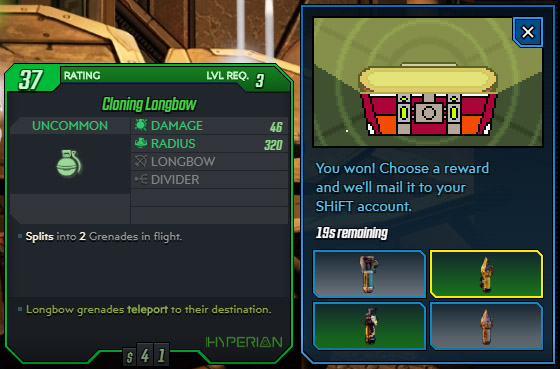 37 RATING LVL REQ. 3
Cloning Longbow
UNCOMMON
DAMAGE 46
RADIUS 320
LONGBOW
DIVIDER
Splits into 2 Grenades in flight.
Longbow grenades teleport to their destination.
HYPERION
$ 41
You won! Choose a reward
and we'll mail it to your
SHiFT account.
19s remaining